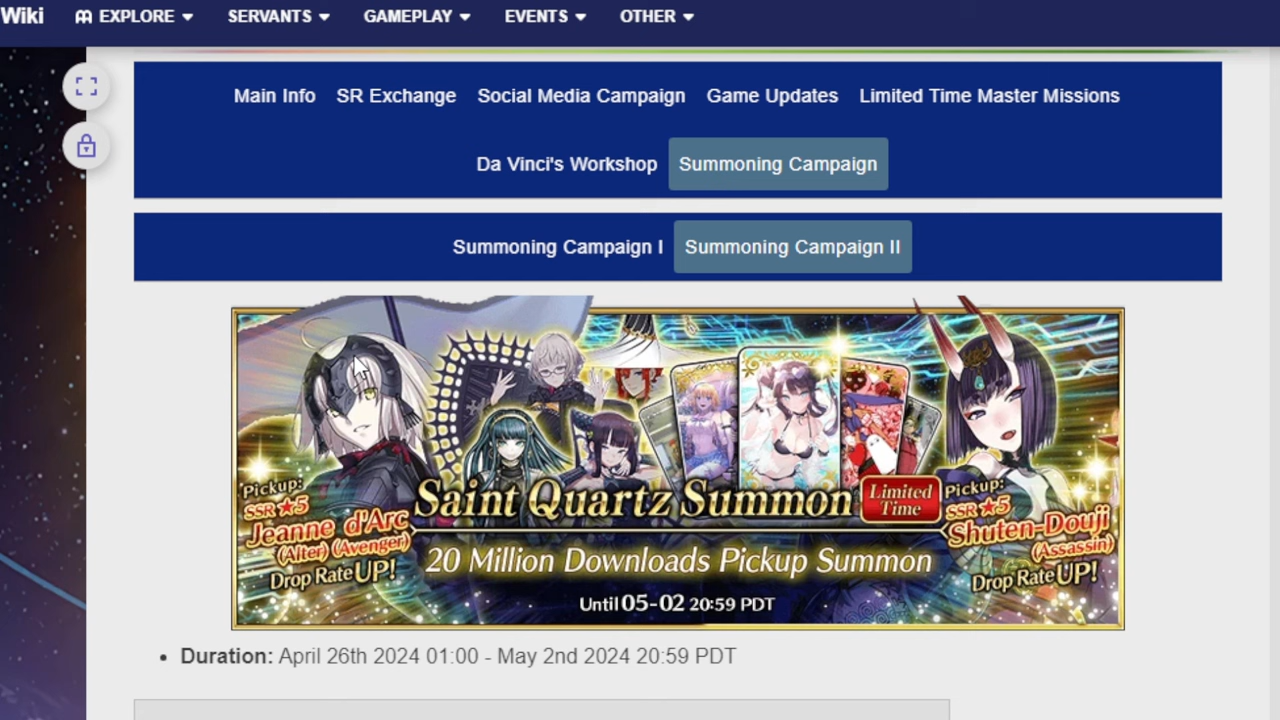 Wiki EXPLORE SERVANTS GAMEPLAY EVENTS OTHER
Main Info SR Exchange Social Media Campaign Game Updates Limited Time Master Missions
Da Vinci's Workshop Summoning Campaign
Summoning Campaign I Summoning Campaign II
Pickup:
SSR ★5
Jeanne d'Arc
(Alter) (Avenger)
Drop Rate UP!
Saint Quartz Summon
Limited
Time
20 Million Downloads Pickup Summon
Until 05-02 20:59 PDT
Pickup:
SSR ★5
Shuten-Douji
(Assassin)
Drop Rate UP!
• Duration: April 26th 2024 01:00 - May 2nd 2024 20:59 PDT